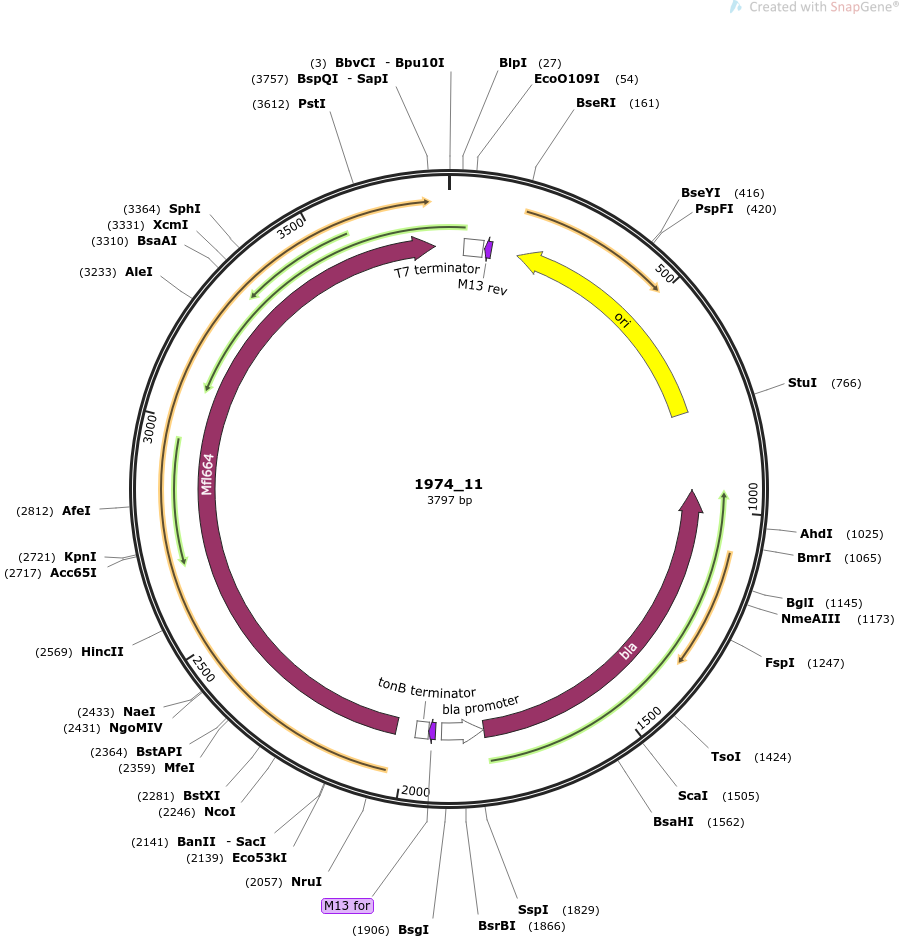 Created with SnapGene®
(3) BbvCI - Bpu10I
(3757) BspQI - SapI
(3612) PstI
BlpI (27)
EcoO109I (54)
BseRI (161)
BseYI (416)
PspFI (420)
StuI (766)
AhdI (1025)
BmrI (1065)
BglI (1145)
NmeAIII (1173)
FspI (1247)
TsoI (1424)
ScaI (1505)
BsaHI (1562)
SspI (1829)
BsrBI (1866)
(1906) BsgI
M13 for
(2057) NruI
(2139) Eco53kI
(2141) BanII - SacI
(2246) NcoI
(2281) BstXI
(2359) MfeI
(2364) BstAPI
(2431) NgoMIV
(2433) NaeI
(2569) HincII
(2717) Acc65I
(2721) KpnI
(2812) AfeI
(3233) AleI
(3310) BsaAI
(3331) XcmI
(3364) SphI
500
1000
1500
2000
2500
3000
3500
T7 terminator
M13 rev
ori
bla
bla promoter
tonB terminator
Mfl664
1974_11
3797 bp